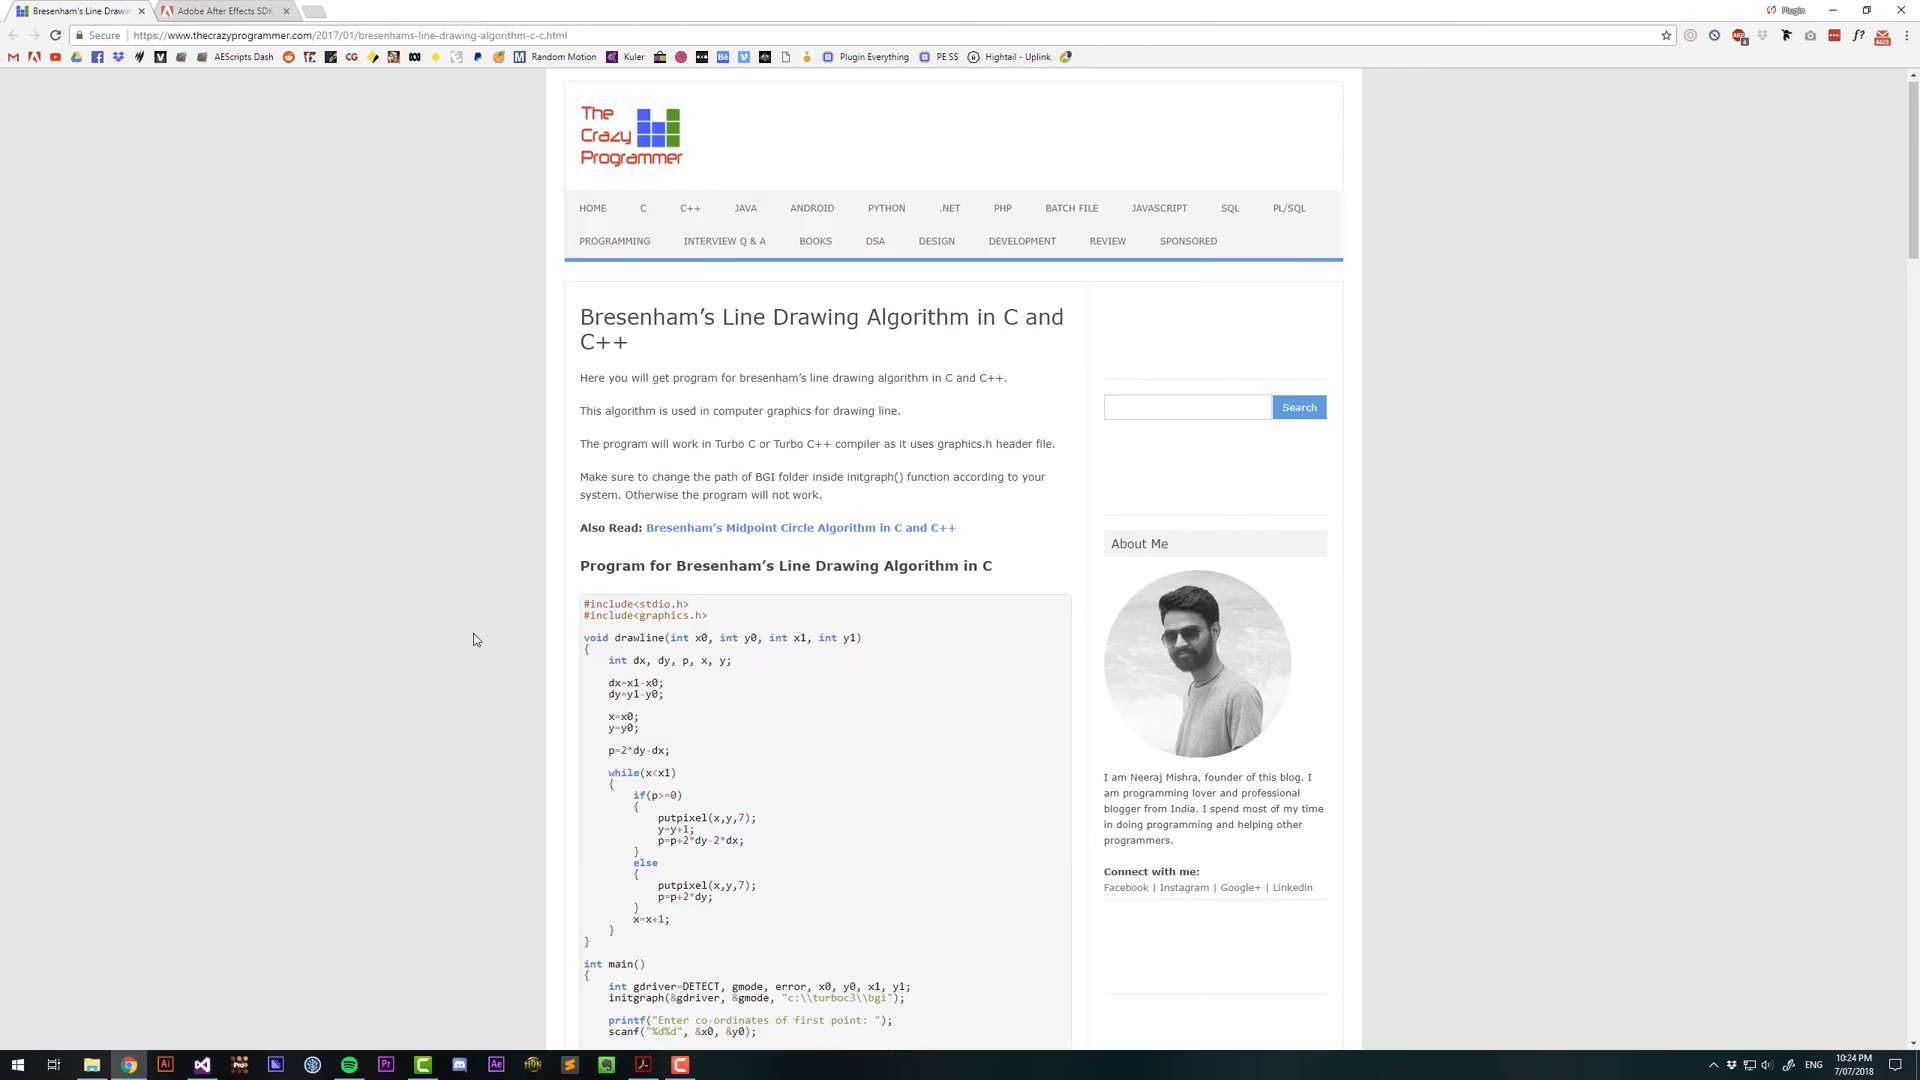 Bresenham's Line Drawin
Adobe After Effects SDK
Plugin
Secure
https://www.thecrazyprogrammer.com/2017/01/bresenhams-line-drawing-algorithm-c-c.html
AEScripts Dash
CG
Random Motion
Kuler
Plugin Everything
PE SS
Hightail - Uplink
The
Crazy
Programmer
HOME C C++ JAVA ANDROID PYTHON .NET PHP BATCH FILE JAVASCRIPT SQL PL/SQL
PROGRAMMING INTERVIEW Q & A BOOKS DSA DESIGN DEVELOPMENT REVIEW SPONSORED
Bresenham's Line Drawing Algorithm in C and
C++
Here you will get program for bresenham's line drawing algorithm in C and C++.
This algorithm is used in computer graphics for drawing line.
The program will work in Turbo C or Turbo C++ compiler as it uses graphics.h header file.
Make sure to change the path of BGI folder inside initgraph() function according to your
system. Otherwise the program will not work.
Also Read: Bresenham's Midpoint Circle Algorithm in C and C++
Program for Bresenham's Line Drawing Algorithm in C
#include<stdio.h>
#include<graphics.h>
void drawline(int x0, int y0, int x1, int y1)
{
int dx, dy, p, x, y;
dx=x1-x0;
dy=y1-y0;
x=x0;
y=y0;
p=2*dy-dx;
while(x<x1)
{
if(p>=0)
{
putpixel(x,y,7);
y=y+1;
p=p+2*dy-2*dx;
}
else
{
putpixel(x,y,7);
p=p+2*dy;
}
x=x+1;
}
}
int main()
{
int gdriver=DETECT, gmode, error, x0, y0, x1, y1;
initgraph(&gdriver, &gmode, "c:\\turboc3\\bgi");
printf("Enter co-ordinates of first point: ");
scanf("%d%d", &x0, &y0);
Search
About Me
I am Neeraj Mishra, founder of this blog. I
am programming lover and professional
blogger from India. I spend most of my time
in doing programming and helping other
programmers.
Connect with me:
Facebook | Instagram | Google+ | Linkedin
ENG
10:24 PM
7/07/2018